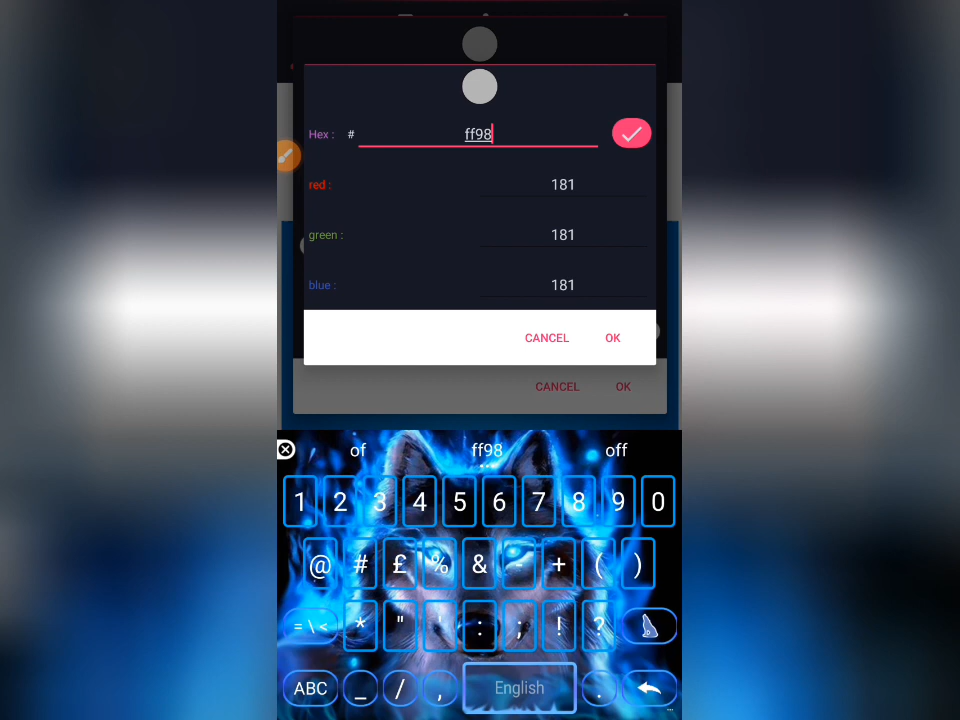 Hex : # ff98
red : 181
green : 181
blue : 181
CANCEL OK
CANCEL OK
of ff98 off
1 2 3 4 5 6 7 8 9 0
@ # £ % & - + ( )
= \ < * " ' : ; ! ?
ABC _ / , English .